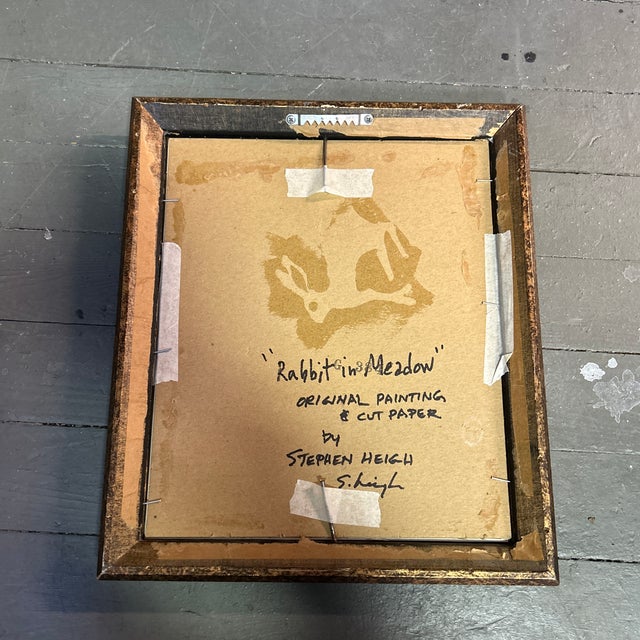 "Rabbit in Meadow"
ORIGINAL PAINTING
& CUT PAPER
by
STEPHEN HEIGH
S. Heigh